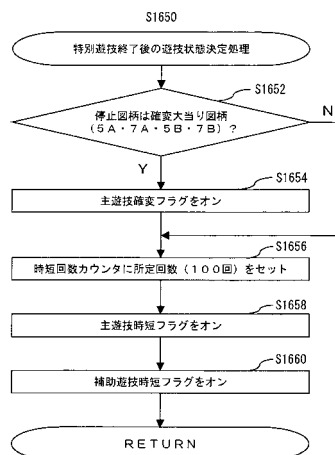 S1650
特別遊技終了後の遊技状態決定処理
S1652
停止図柄は確変大当り図柄
(5A・7A・5B・7B)?
N
Y
S1654
主遊技確変フラグをオン
S1656
時短回数カウンタに所定回数(100回)をセット
S1658
主遊技時短フラグをオン
S1660
補助遊技時短フラグをオン
RETURN